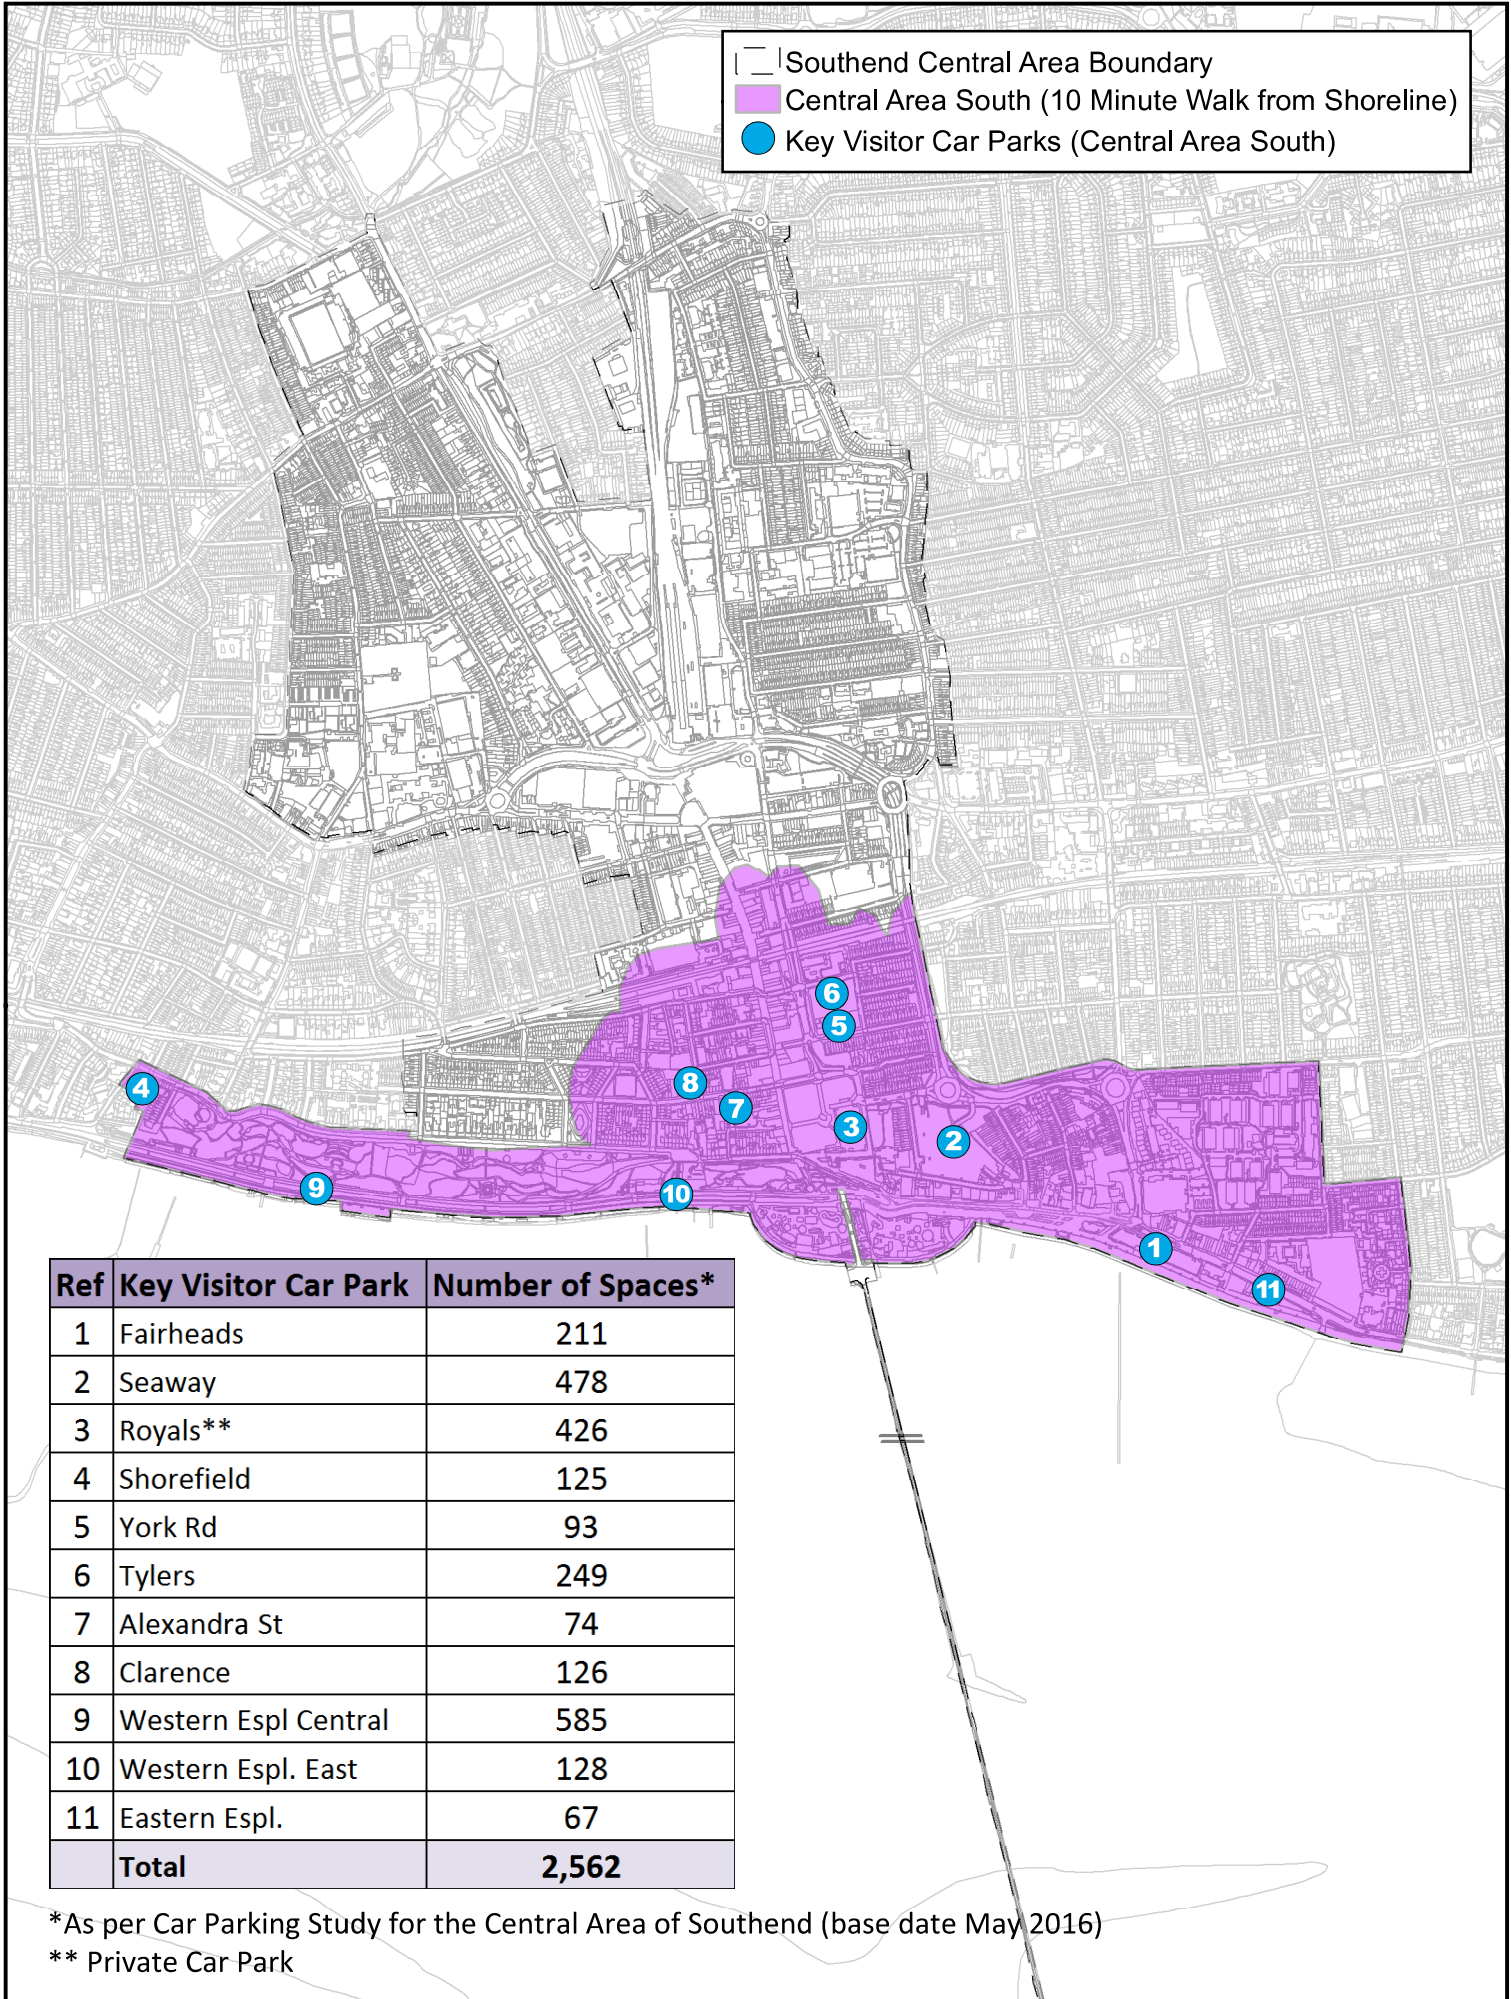 Southend Central Area Boundary
Central Area South (10 Minute Walk from Shoreline)
Key Visitor Car Parks (Central Area South)
6
5
4
8
7
3
2
9
10
1
11
Ref Key Visitor Car Park Number of Spaces*
1 Fairheads 211
2 Seaway 478
3 Royals** 426
4 Shorefield 125
5 York Rd 93
6 Tylers 249
7 Alexandra St 74
8 Clarence 126
9 Western Espl Central 585
10 Western Espl. East 128
11 Eastern Espl. 67
Total 2,562
*As per Car Parking Study for the Central Area of Southend (base date May 2016)
** Private Car Park